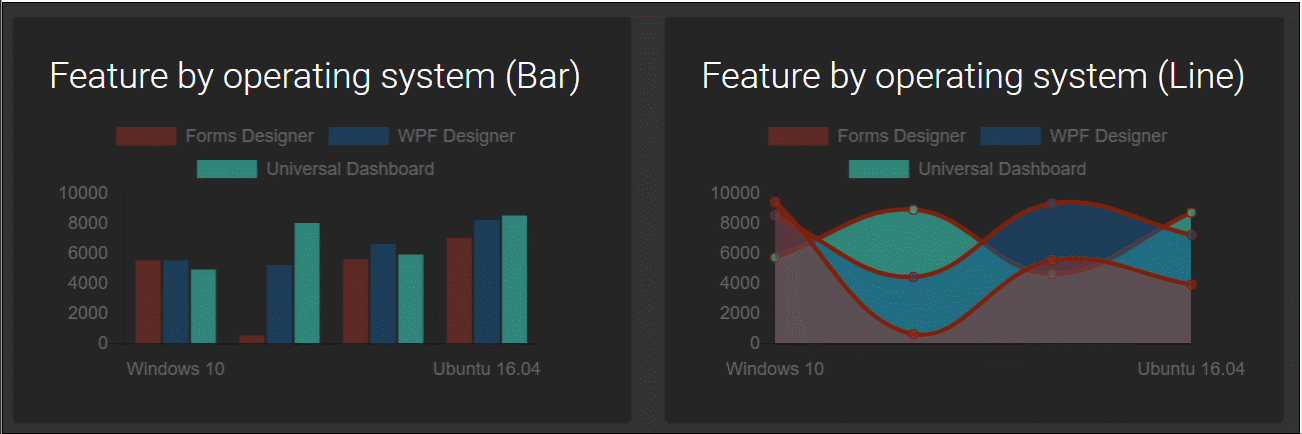 Feature by operating system (Bar)
Forms Designer WPF Designer
Universal Dashboard
10000
8000
6000
4000
2000
0
Windows 10 Ubuntu 16.04
Feature by operating system (Line)
Forms Designer WPF Designer
Universal Dashboard
10000
8000
6000
4000
2000
0
Windows 10 Ubuntu 16.04